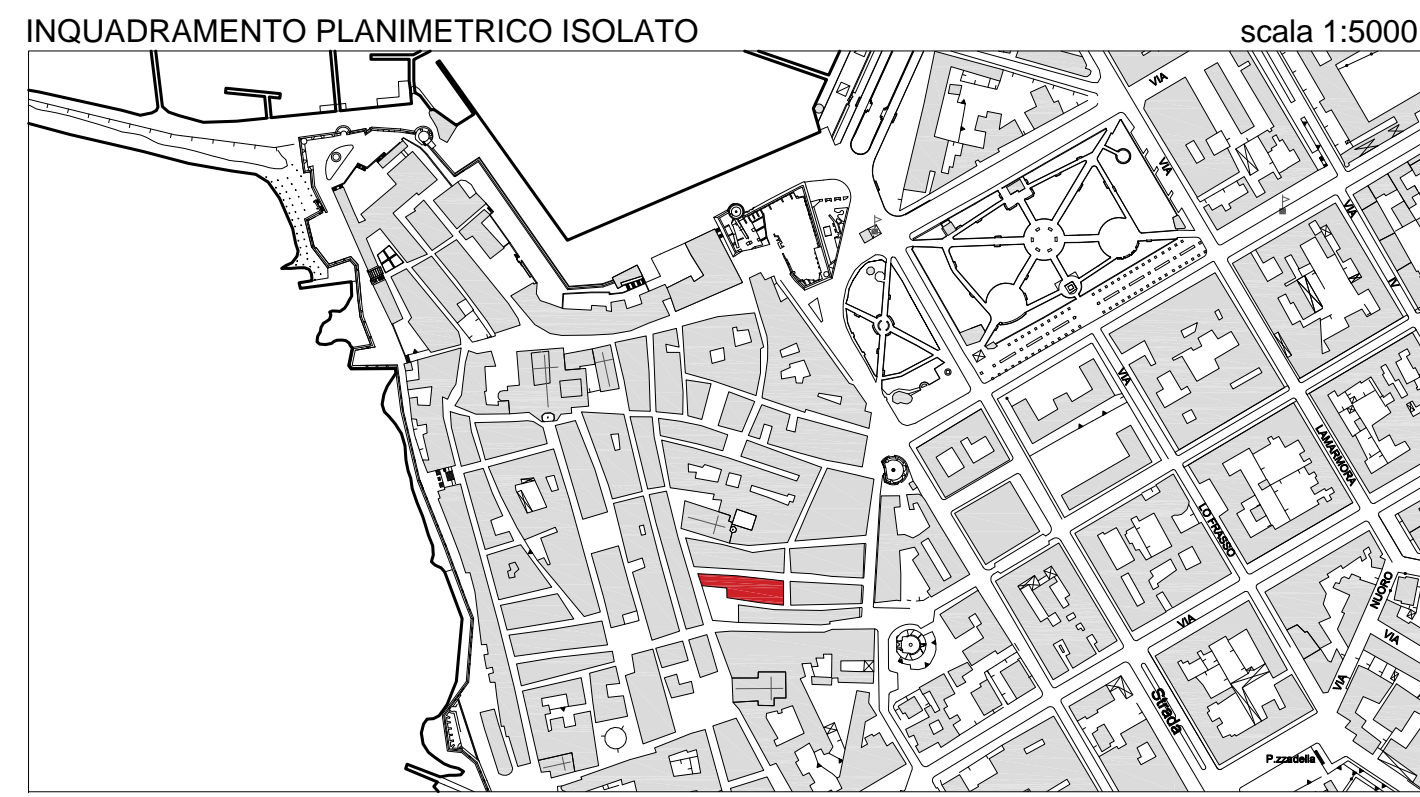 INQUADRAMENTO PLANIMETRICO ISOLATO scala 1:5000
VIA
VIA
VIA
VIA
IV
LAMARMORA
LO FRASSO
NUORO
VIA
VIA
VIA
Strada
P.zzadella